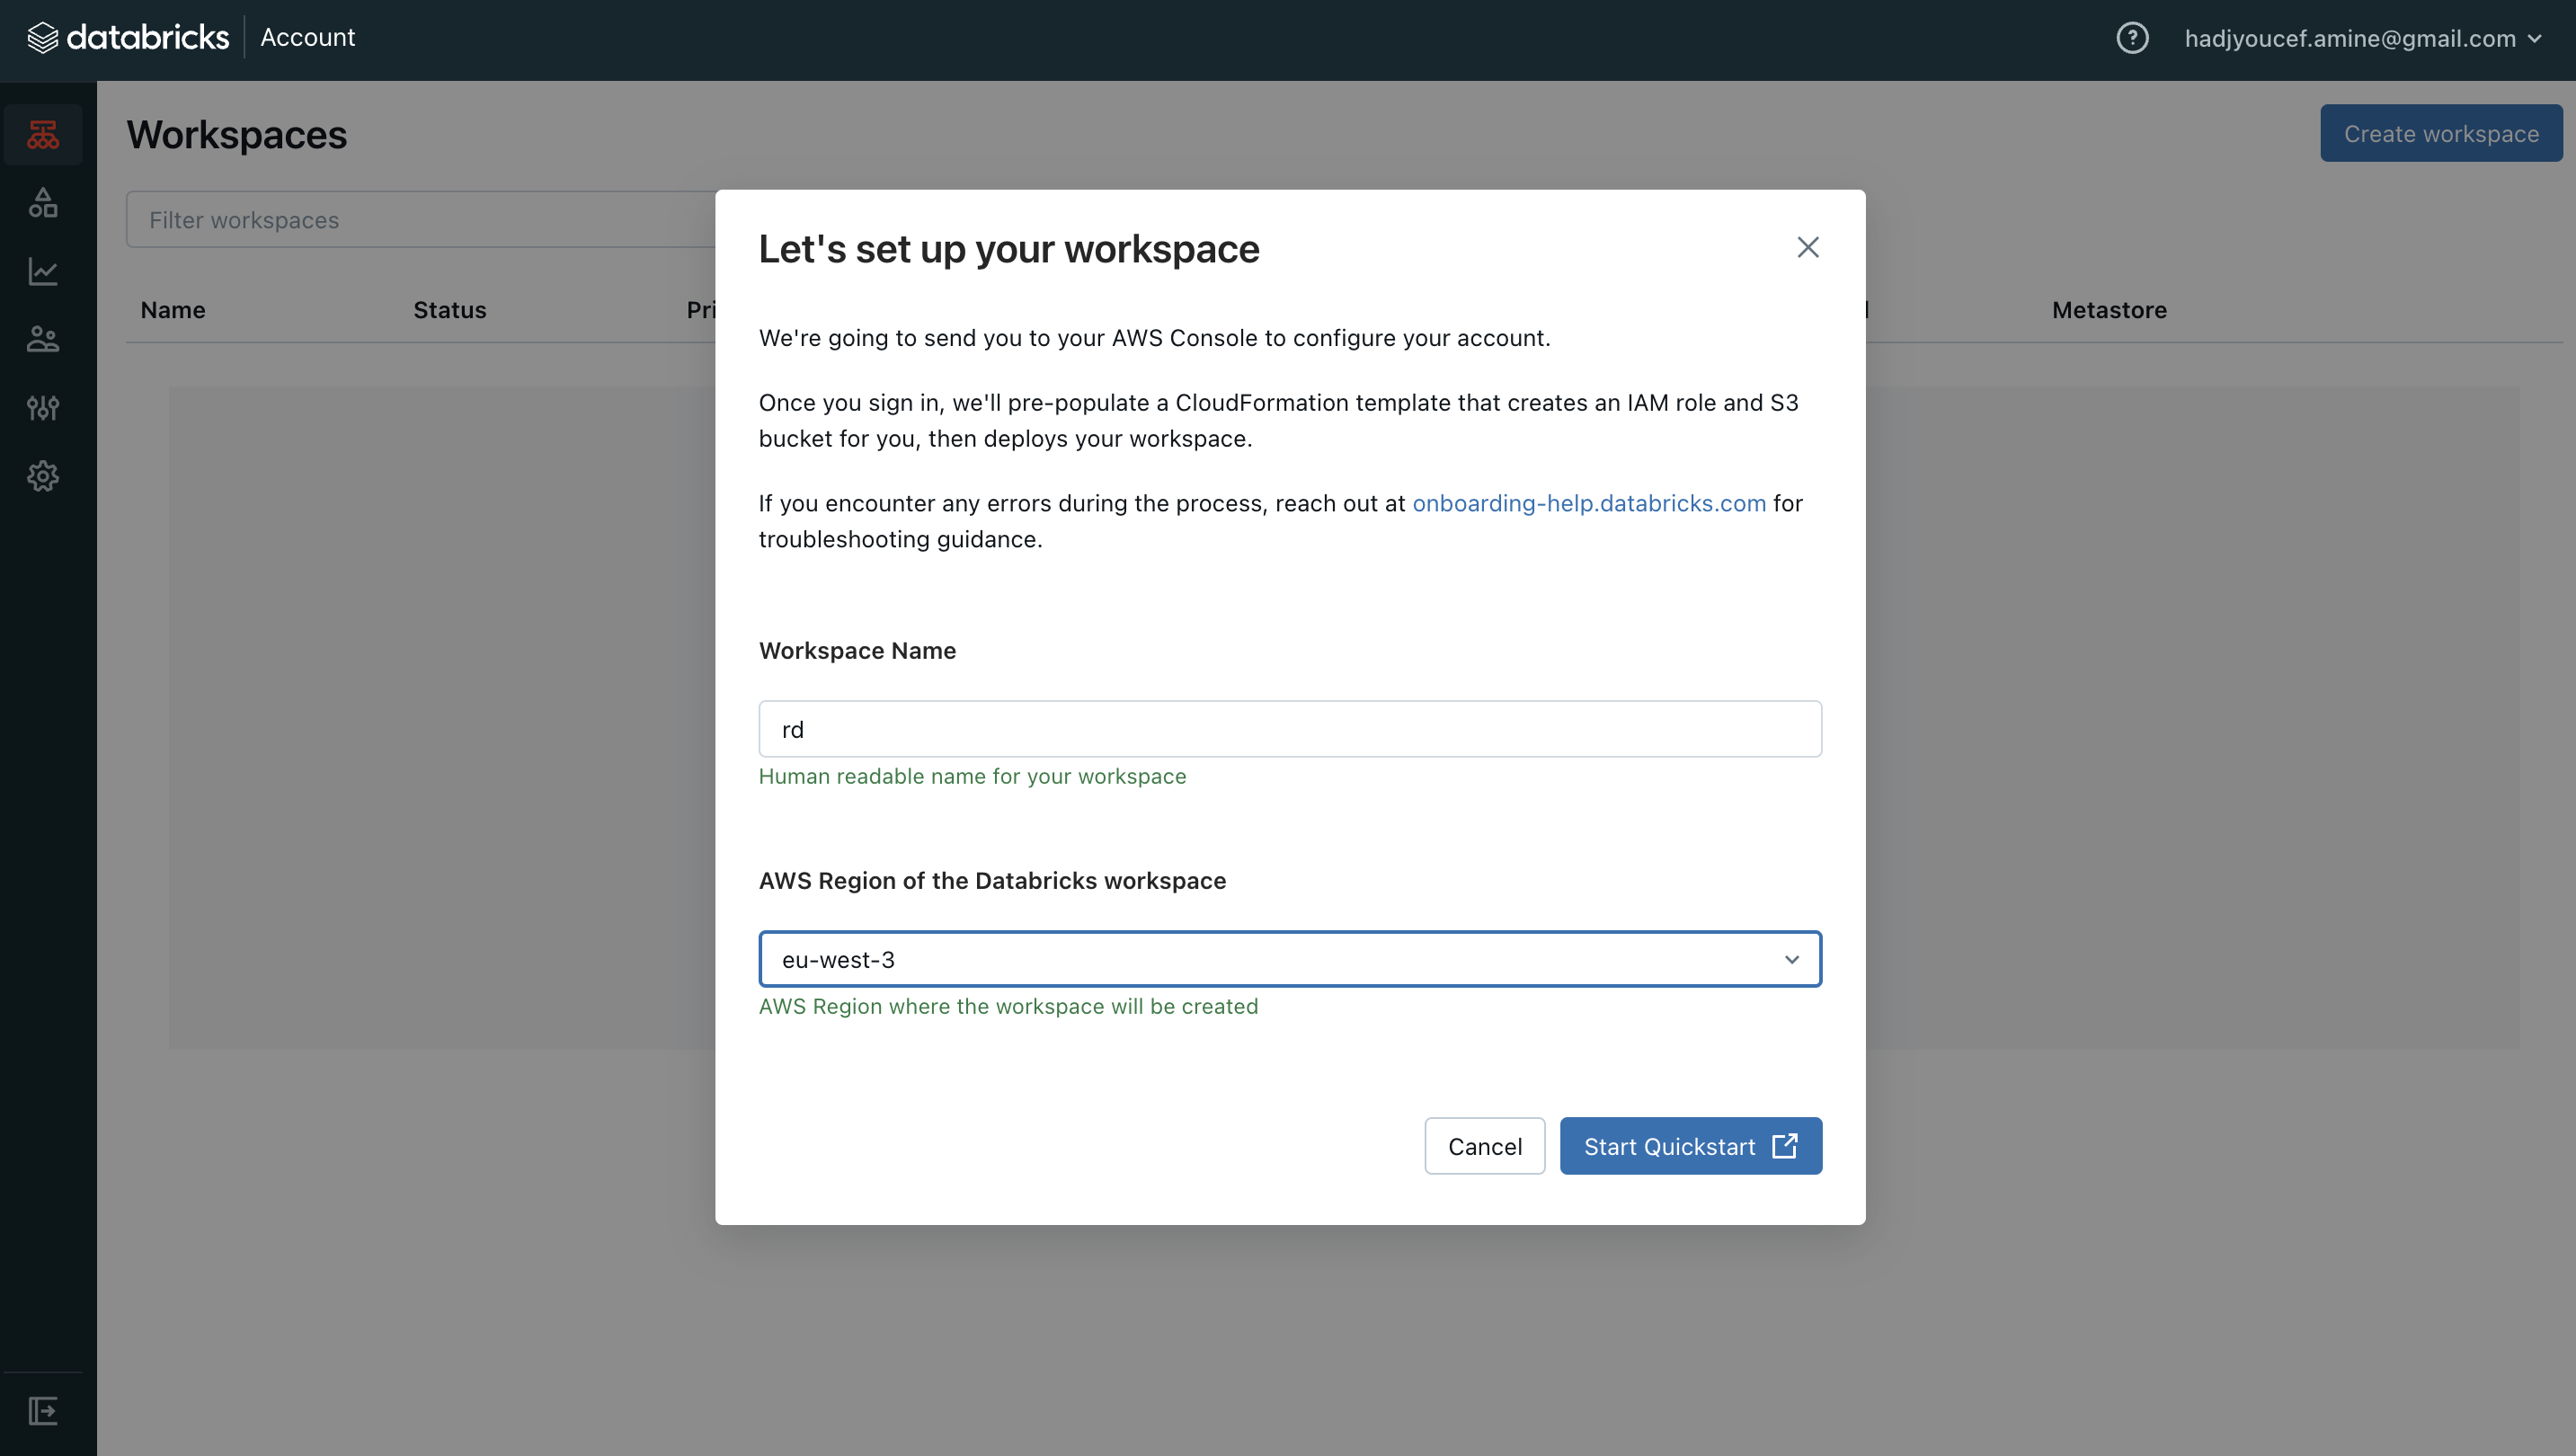 databricks Account
? hadjyoucef.amine@gmail.com
Workspaces
Create workspace
Filter workspaces
Name Status Metastore
Let's set up your workspace
We're going to send you to your AWS Console to configure your account.
Once you sign in, we'll pre-populate a CloudFormation template that creates an IAM role and S3
bucket for you, then deploys your workspace.
If you encounter any errors during the process, reach out at onboarding-help.databricks.com for
troubleshooting guidance.
Workspace Name
rd
Human readable name for your workspace
AWS Region of the Databricks workspace
eu-west-3
AWS Region where the workspace will be created
Cancel
Start Quickstart